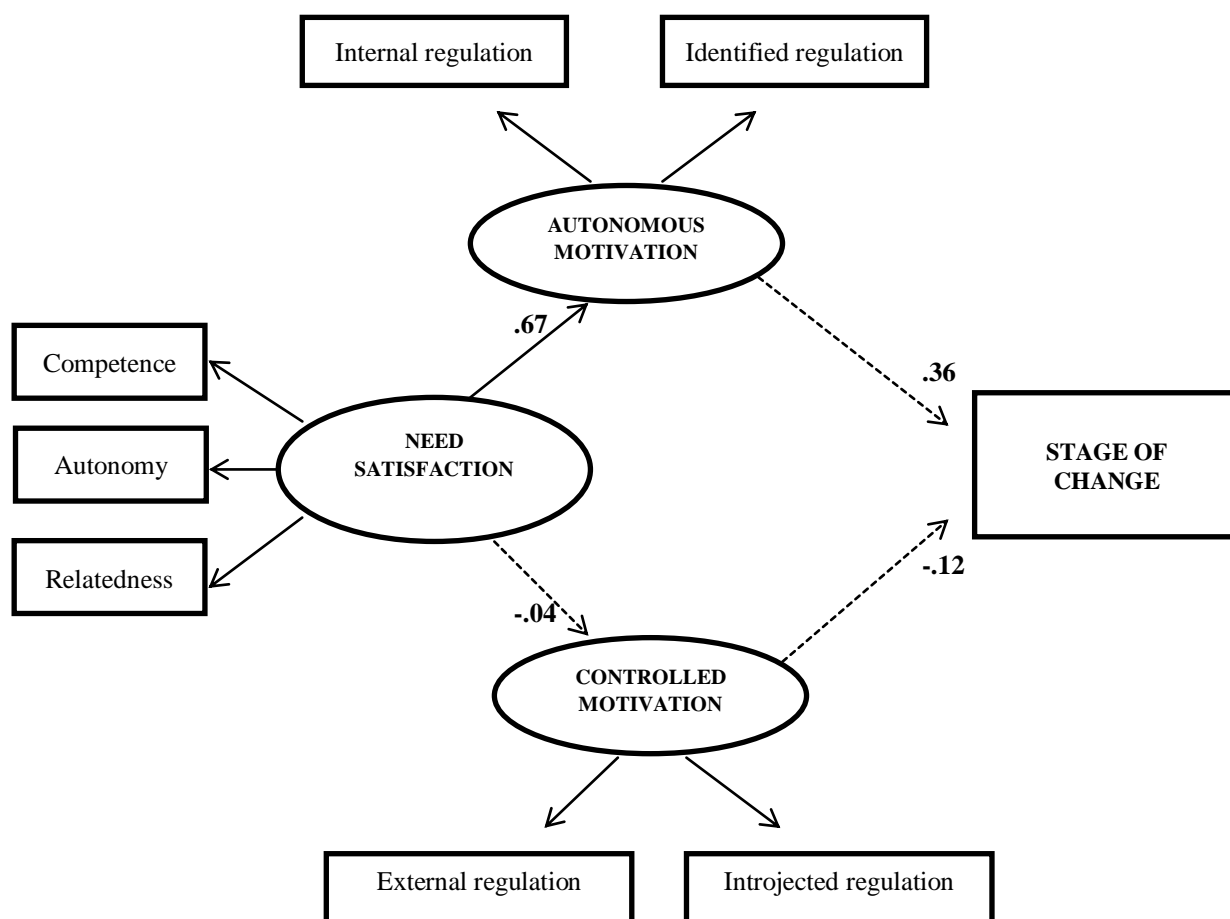 Internal regulation
Identified regulation
AUTONOMOUS
MOTIVATION
.67
Competence
.36
NEED
SATISFACTION
STAGE OF
CHANGE
Autonomy
Relatedness
-.12
-.04
CONTROLLED
MOTIVATION
External regulation
Introjected regulation